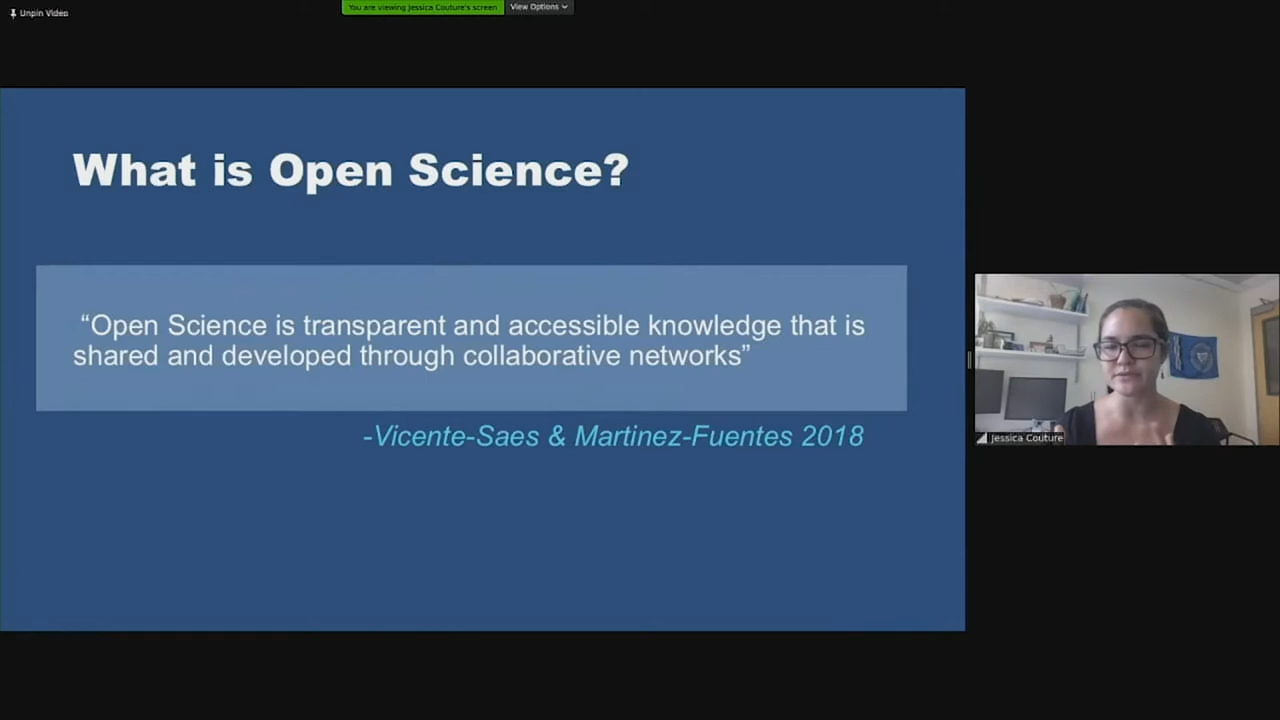 Unpin Video
You are viewing Jessica Couture's screen
View Options
What is Open Science?
“Open Science is transparent and accessible knowledge that is
shared and developed through collaborative networks”
-Vicente-Saes & Martinez-Fuentes 2018
Jessica Couture